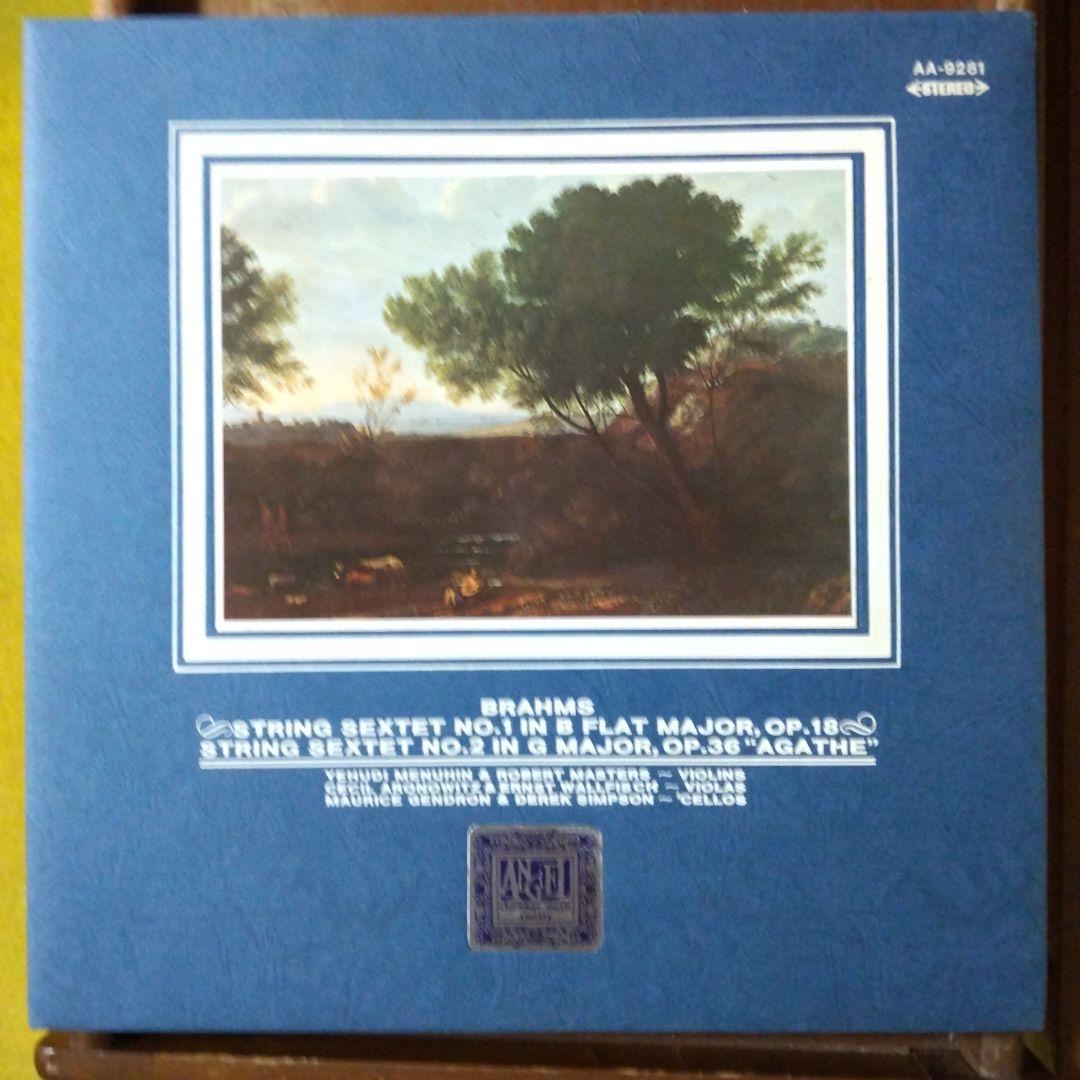 AA-9281
STEREO
BRAHMS
STRING SEXTET NO.1 IN B FLAT MAJOR, OP.18
STRING SEXTET NO.2 IN G MAJOR, OP.36 "AGATHE"
YEHUDI MENUHIN & ROBERT MASTERS ~ VIOLINS
CECIL ARONOWITZ & ERNST WALLFISCH ~ VIOLAS
MAURICE GENDRON & DEREK SIMPSON ~ 'CELLOS
ANGEL